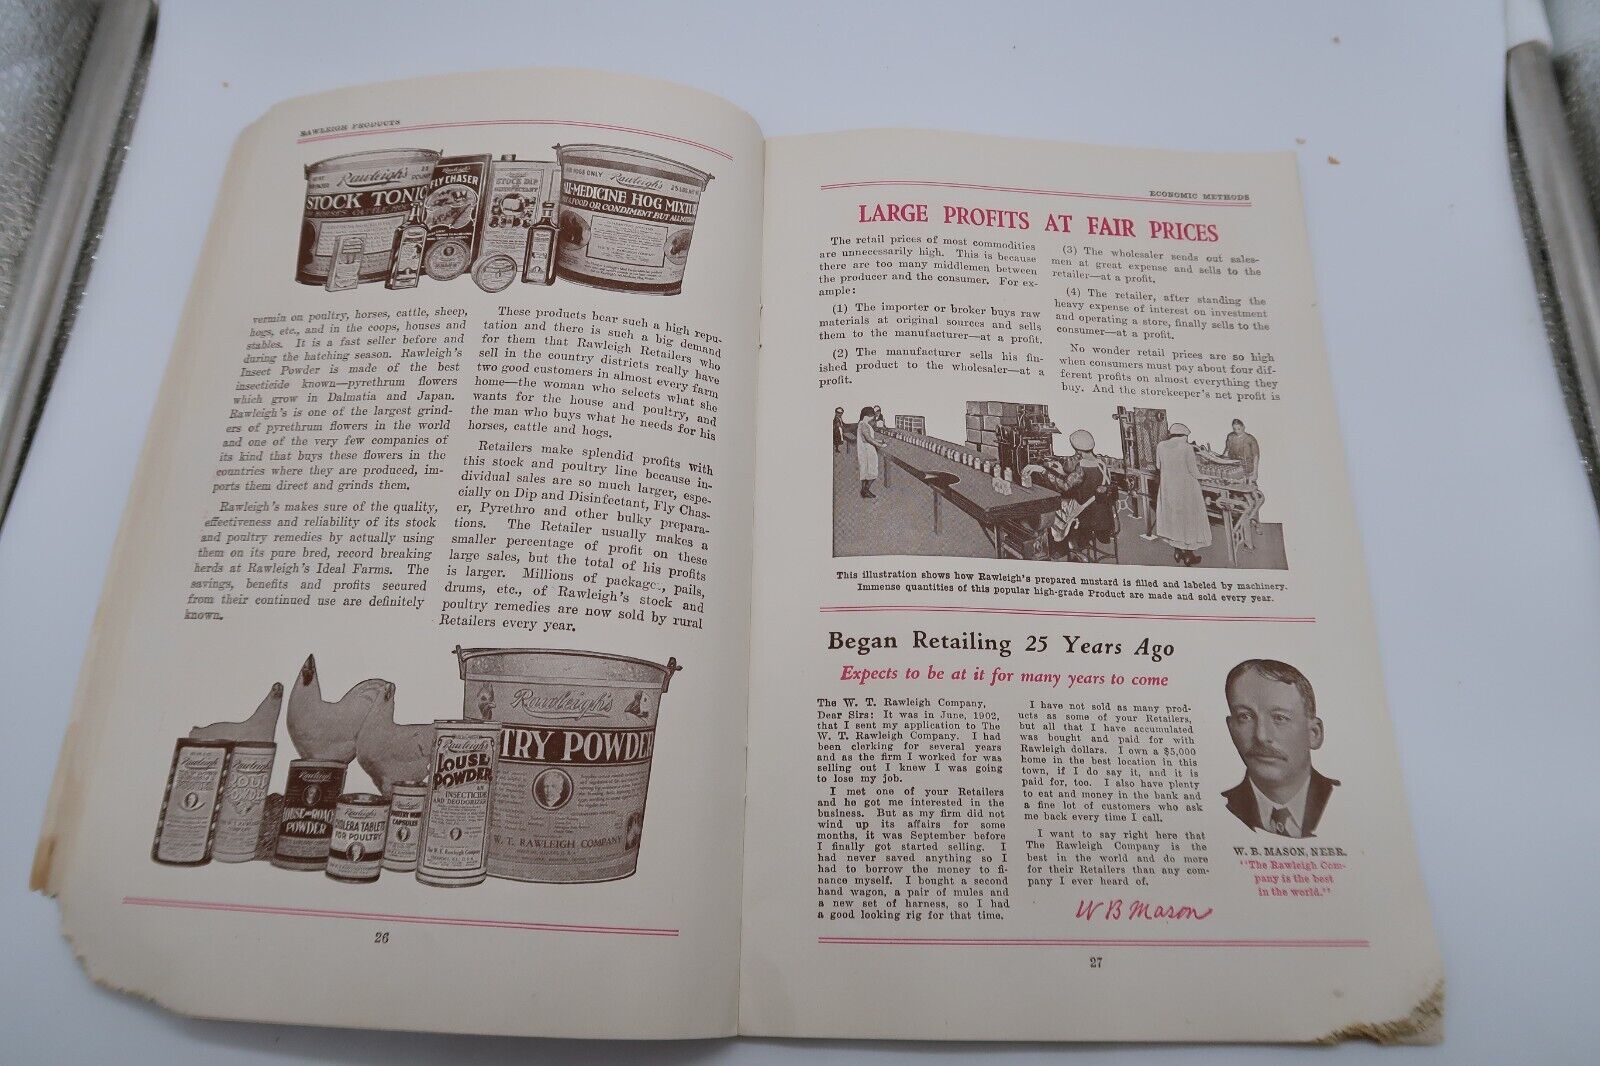 RAWLEIGH PRODUCTS
Rawleigh's
STOCK TONIC
FLY CHASER
STOCK DIP
FOR HOGS ONLY Rawleigh's 25 LBS NET
ALL-MEDICINE HOG MIXTURE
vermin on poultry, horses, cattle, sheep,
hogs, etc., and in the coops, houses and
stables. It is a fast seller before and
during the hatching season. Rawleigh's
Insect Powder is made of the best
insecticide known—pyrethrum flowers
which grow in Dalmatia and Japan.
Rawleigh's is one of the largest grind-
ers of pyrethrum flowers in the world
and one of the very few companies of
its kind that buys these flowers in the
countries where they are produced, im-
ports them direct and grinds them.
Rawleigh's makes sure of the quality,
effectiveness and reliability of its stock
and poultry remedies by actually using
them on its pure bred, record breaking
herds at Rawleigh's Ideal Farms. The
savings, benefits and profits secured
from their continued use are definitely
known.
These products bear such a high repu-
tation and there is such a big demand
for them that Rawleigh Retailers who
sell in the country districts really have
two good customers in almost every farm
home—the woman who selects what she
wants for the house and poultry, and
the man who buys what he needs for his
horses, cattle and hogs.
Retailers make splendid profits with
this stock and poultry line because in-
dividual sales are so much larger, espe-
cially on Dip and Disinfectant, Fly Chas-
er, Pyrethro and other bulky prepara-
tions. The Retailer usually makes a
smaller percentage of profit on these
large sales, but the total of his profits
is larger. Millions of packages, pails,
drums, etc., of Rawleigh's stock and
poultry remedies are now sold by rural
Retailers every year.
Rawleigh's
TRY POWDER
W. T. RAWLEIGH COMPANY
Rawleigh's
LOUSE
POWDER
AN
INSECTICIDE
AND DEODORIZER
POWDER
CHOLERA TABLETS
FOR POULTRY
CAPSULES
26
ECONOMIC METHODS
LARGE PROFITS AT FAIR PRICES
The retail prices of most commodities
are unnecessarily high. This is because
there are too many middlemen between
the producer and the consumer. For ex-
ample:
(1) The importer or broker buys raw
materials at original sources and sells
them to the manufacturer—at a profit.
(2) The manufacturer sells his fin-
ished product to the wholesaler—at a
profit.
(3) The wholesaler sends out sales-
men at great expense and sells to the
retailer—at a profit.
(4) The retailer, after standing the
heavy expense of interest on investment
and operating a store, finally sells to the
consumer—at a profit.
No wonder retail prices are so high
when consumers must pay about four dif-
ferent profits on almost everything they
buy. And the storekeeper's net profit is
This illustration shows how Rawleigh's prepared mustard is filled and labeled by machinery.
Immense quantities of this popular high-grade Product are made and sold every year.
Began Retailing 25 Years Ago
Expects to be at it for many years to come
The W. T. Rawleigh Company,
Dear Sirs: It was in June, 1902,
that I sent my application to The
W. T. Rawleigh Company. I had
been clerking for several years
and as the firm I worked for was
selling out I knew I was going
to lose my job.
I met one of your Retailers
and he got me interested in the
business. But as my firm did not
wind up its affairs for some
months, it was September before
I finally got started selling. I
had never saved anything so I
had to borrow the money to fi-
nance myself. I bought a second
hand wagon, a pair of mules and
a new set of harness, so I had
a good looking rig for that time.
I have not sold as many prod-
ucts as some of your Retailers,
but all that I have accumulated
was bought and paid for with
Rawleigh dollars. I own a $5,000
home in the best location in this
town, if I do say it, and it is
paid for, too. I also have plenty
to eat and money in the bank and
a fine lot of customers who ask
me back every time I call.
I want to say right here that
The Rawleigh Company is the
best in the world and do more
for their Retailers than any com-
pany I ever heard of.
W B Mason
W. B. MASON, NEBR.
"The Rawleigh Com-
pany is the best
in the world."
27